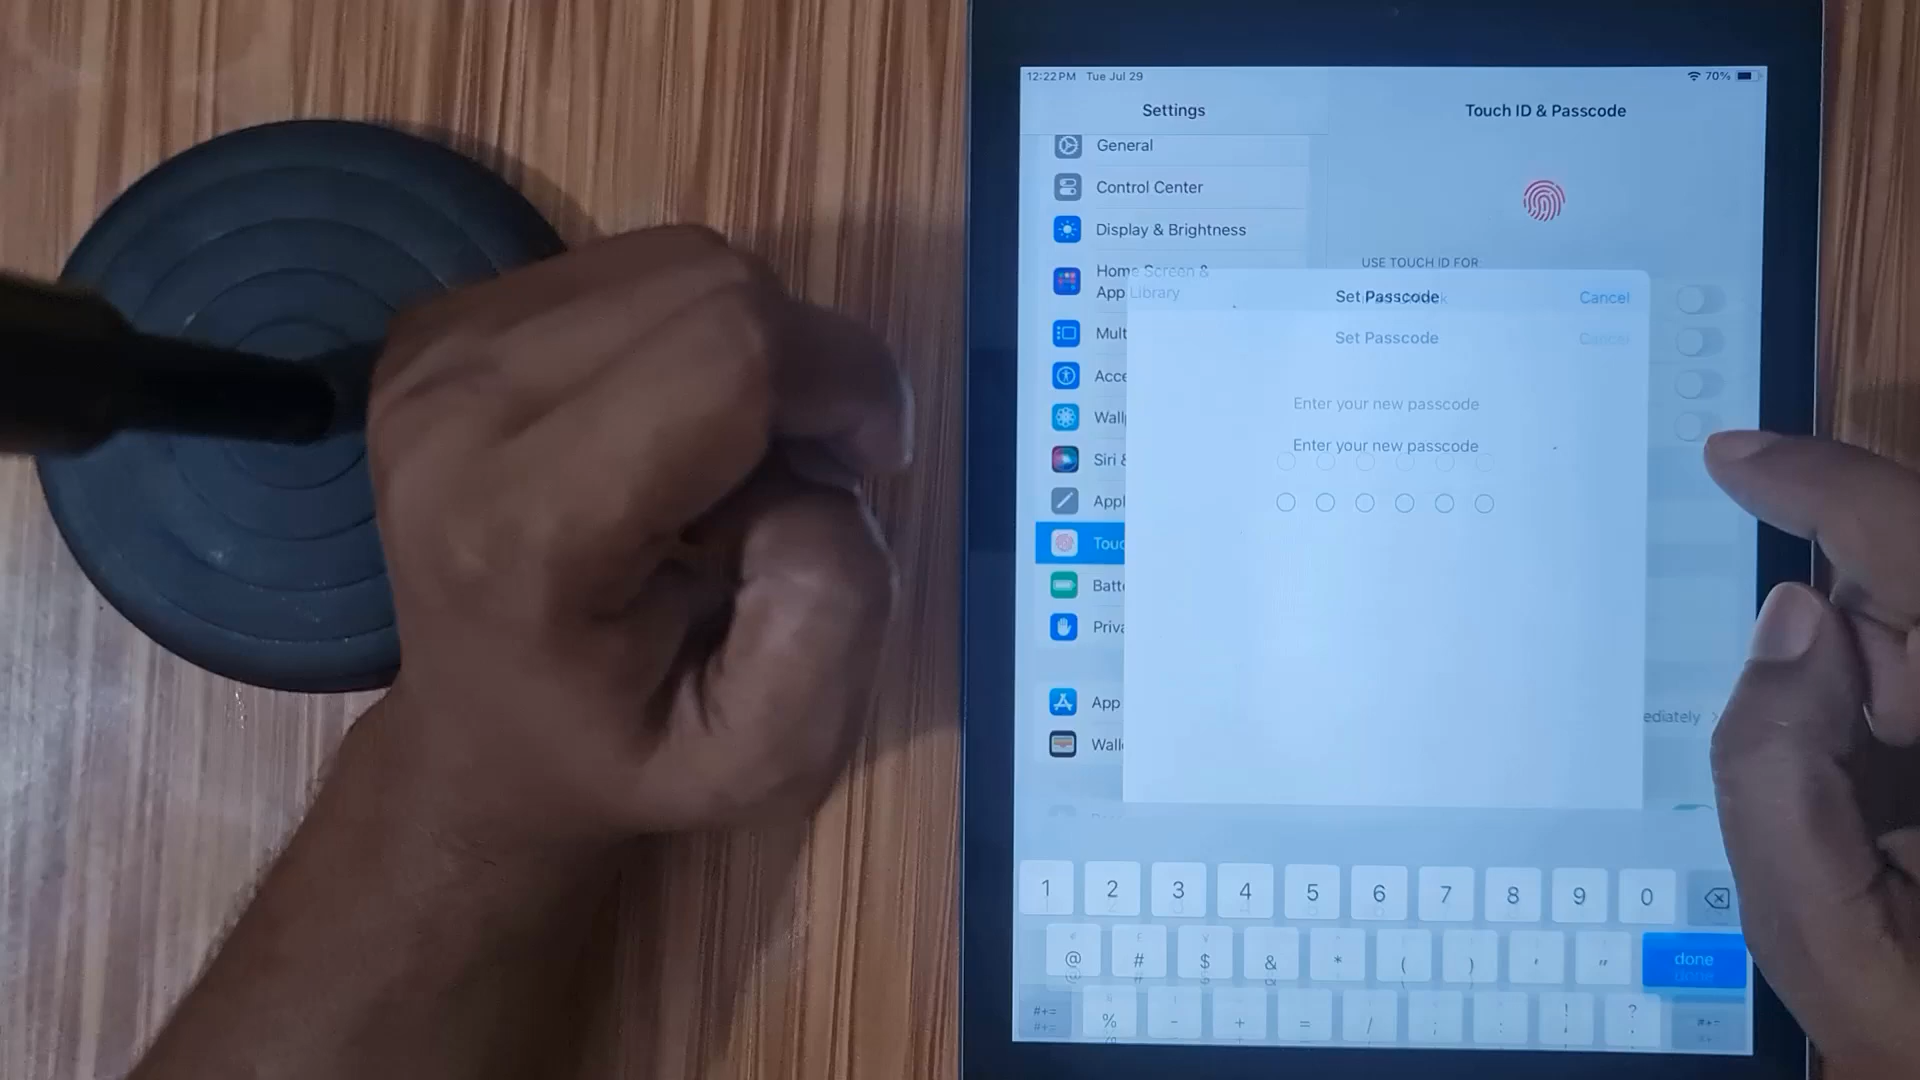 12:22 PM Tue Jul 29
70%
Settings
Touch ID & Passcode
General
Control Center
Display & Brightness
USE TOUCH ID FOR:
Home Screen &
App Library
Set Passcode
Cancel
Set Passcode
Cancel
Mult
Acce
Enter your new passcode
Wall
Enter your new passcode
Siri &
Appl
Touc
Batt
Priva
App
ediately
Wall
1 2 3 4 5 6 7 8 9 0
@ # $ & * ( ) ' "
done
#+= % - + = / ; : ! ? #+=